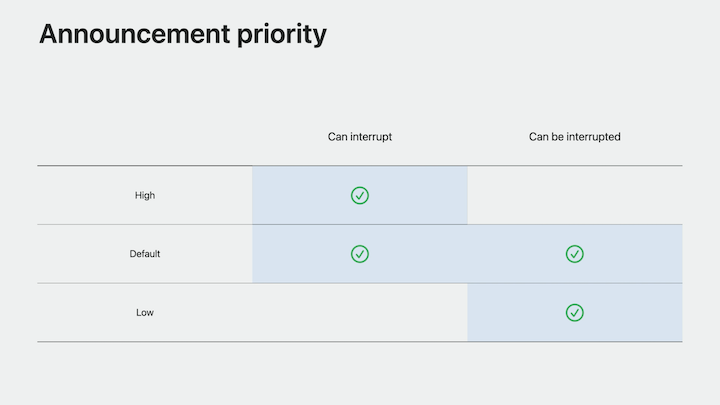 Announcement priority
Can interrupt Can be interrupted
High
Default
Low